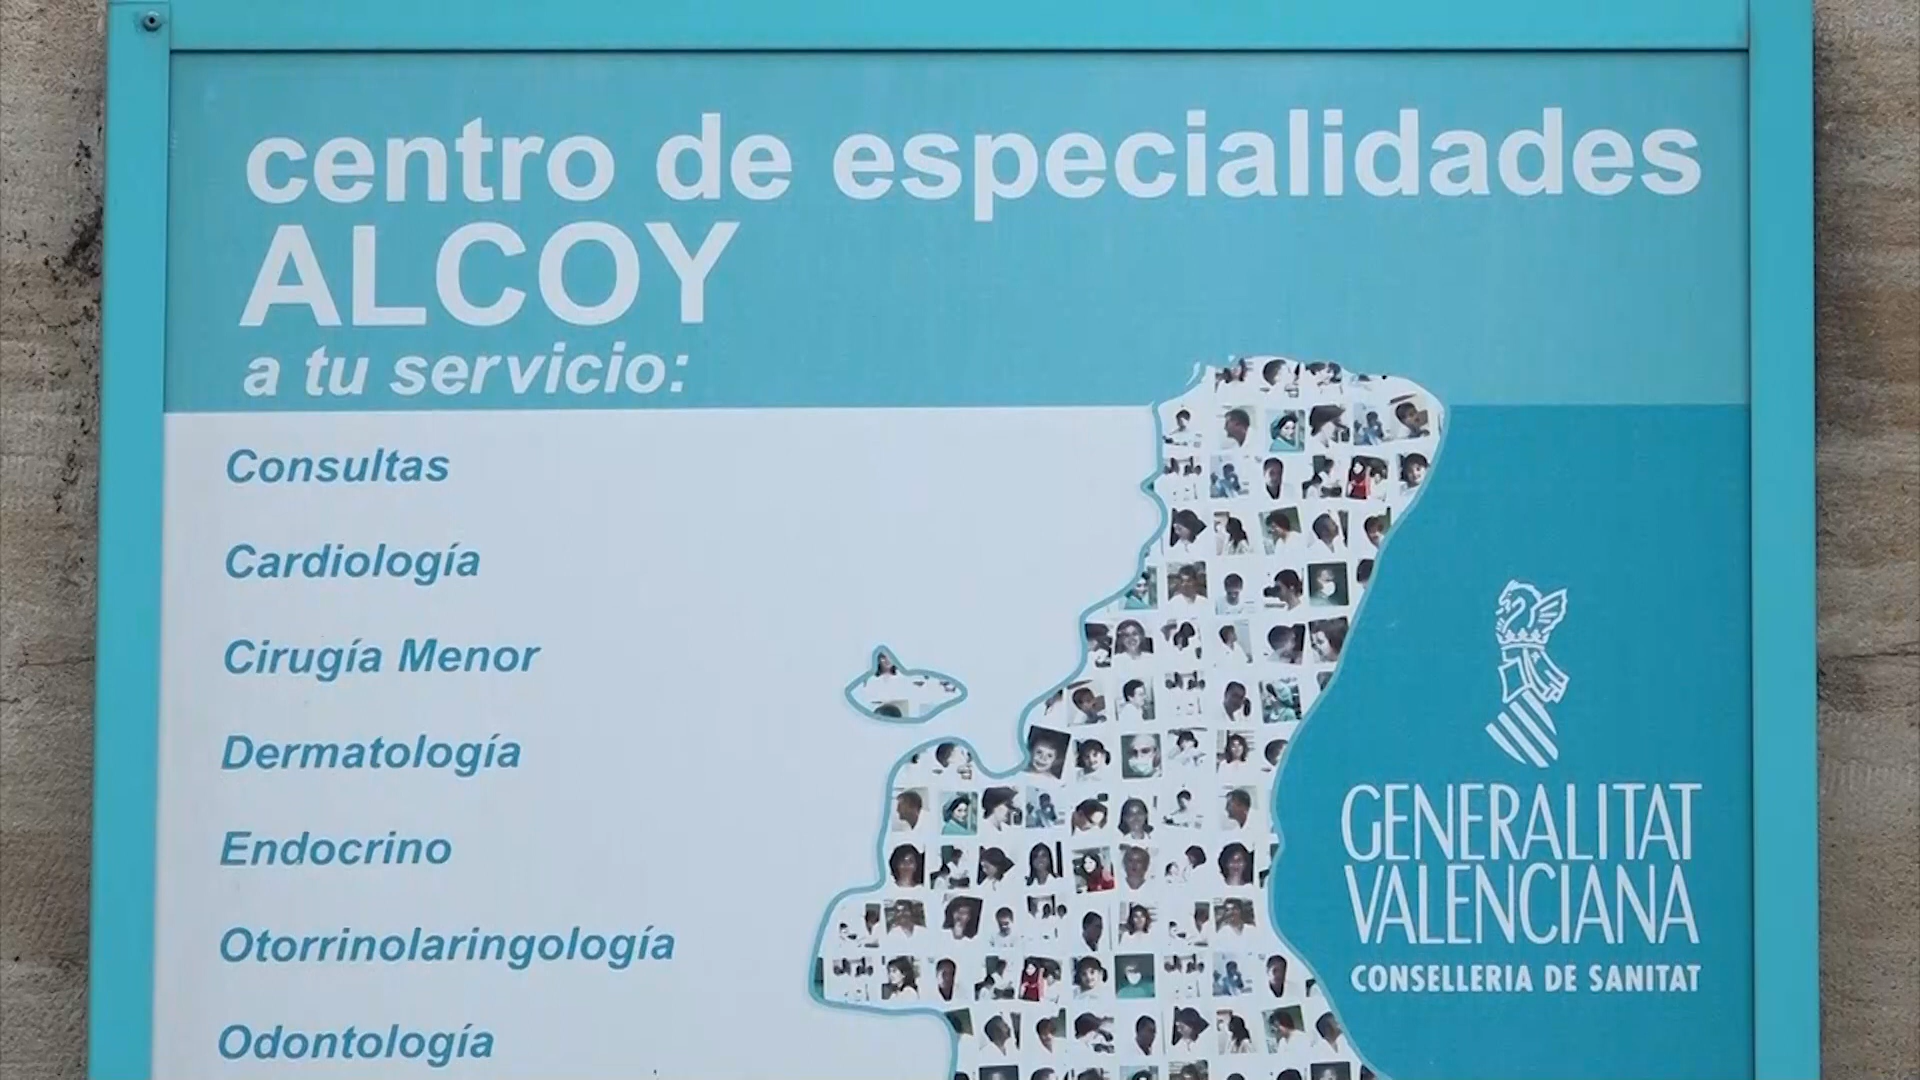 centro de especialidades
ALCOY
a tu servicio:
Consultas
Cardiología
Cirugía Menor
Dermatología
Endocrino
Otorrinolaringología
Odontología
GENERALITAT
VALENCIANA
CONSELLERIA DE SANITAT